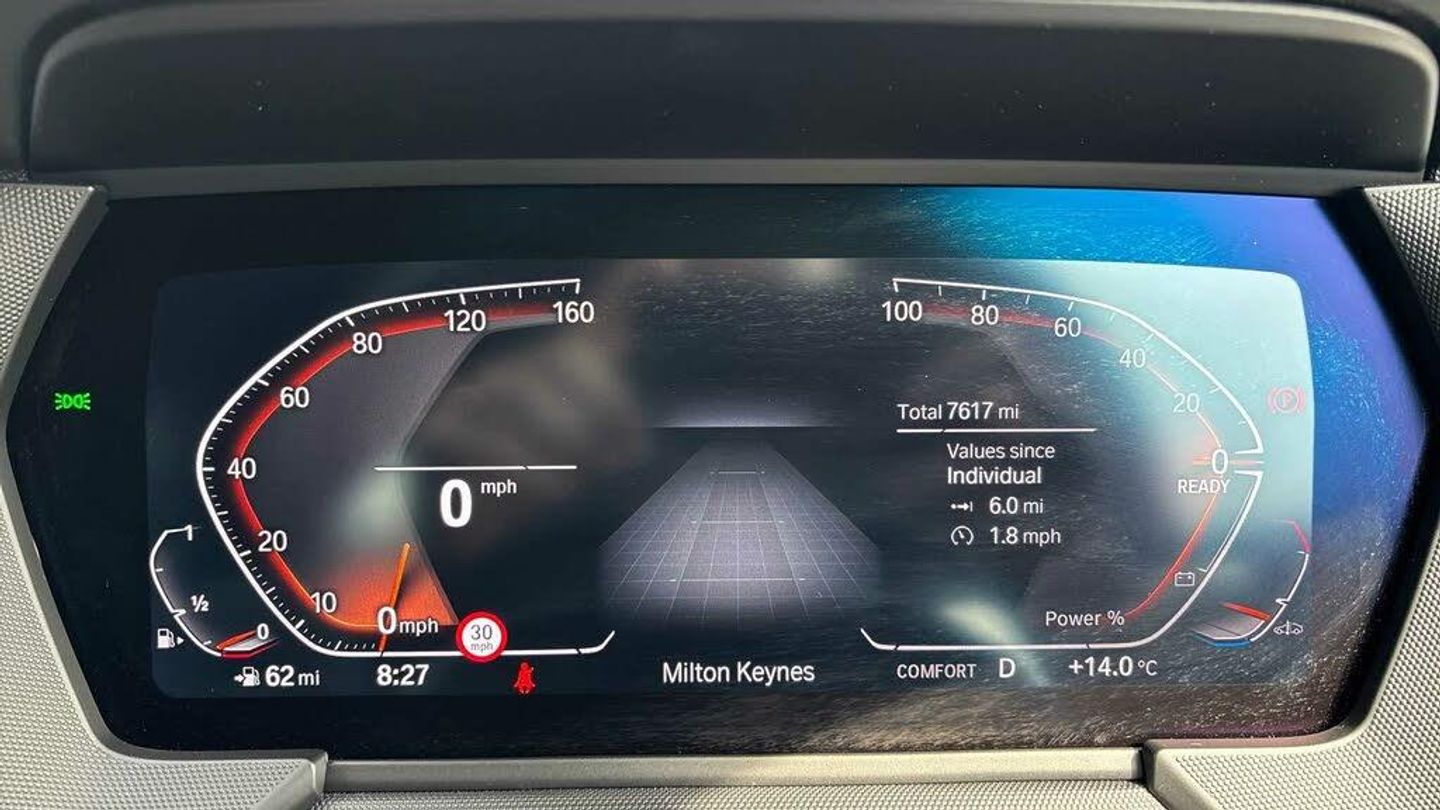 160
120
80
60
40
20
10
0 mph
0 mph
30
mph
1
½
0
62 mi
8:27
Milton Keynes
100
80
60
40
20
0
READY
Total 7617 mi
Values since
Individual
6.0 mi
1.8 mph
Power %
COMFORT D +14.0 °C
P